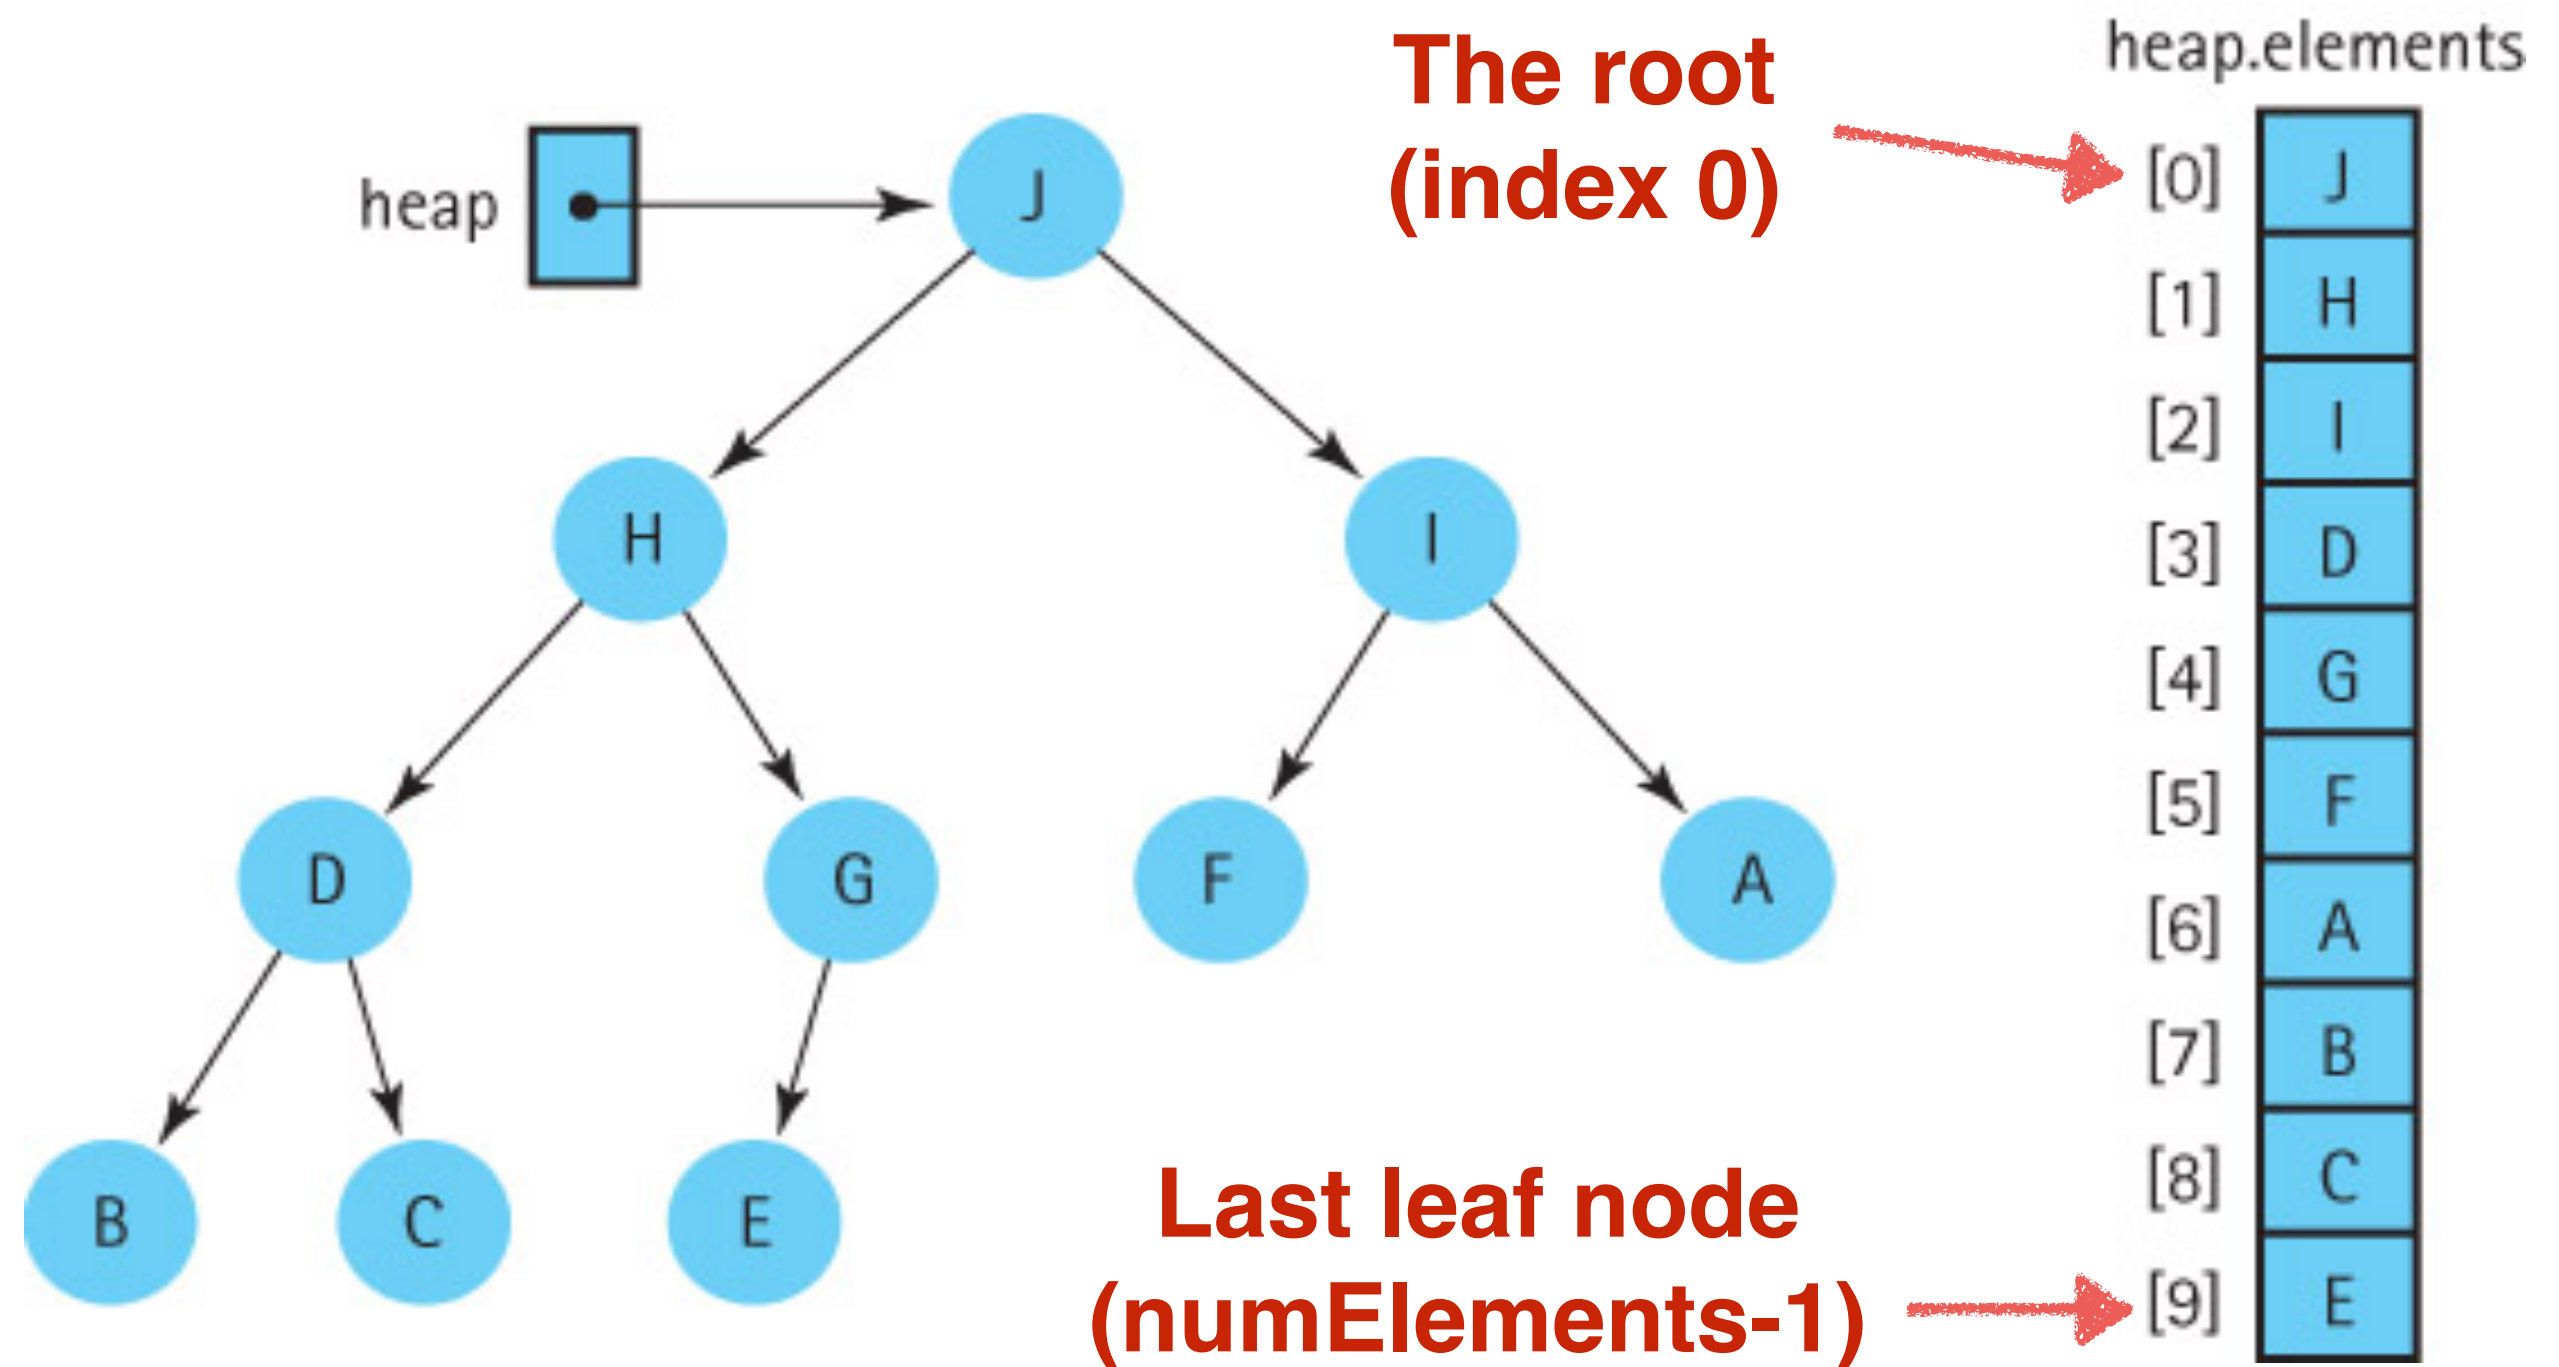 The root
(index 0)
heap.elements
heap
J
H
I
D
G
F
A
B
C
E
[0] J
[1] H
[2] I
[3] D
[4] G
[5] F
[6] A
[7] B
[8] C
[9] E
Last leaf node
(numElements-1)